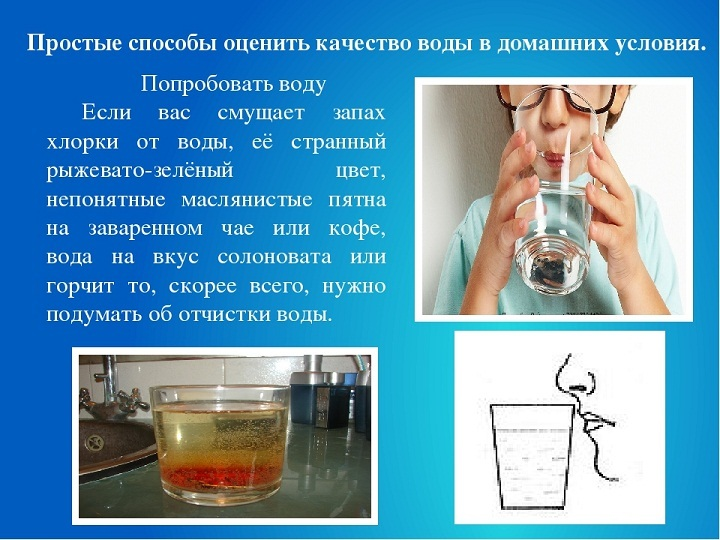 Простые способы оценить качество воды в домашних условия.
Попробовать воду
Если вас смущает запах
хлорки от воды, её странный
рыжевато-зелёный цвет,
непонятные маслянистые пятна
на заваренном чае или кофе,
вода на вкус солоновата или
горчит то, скорее всего, нужно
подумать об отчистки воды.